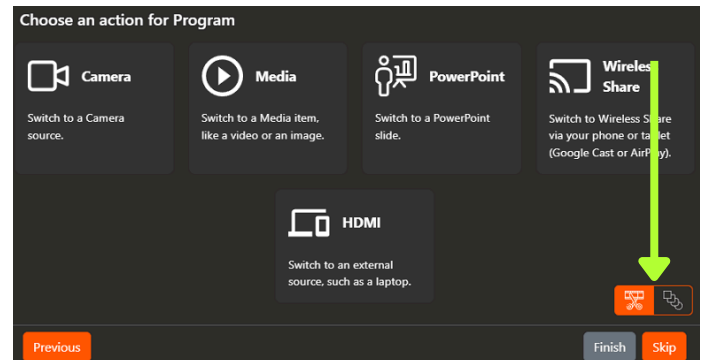 Choose an action for Program
Camera
Switch to a Camera
source.
Media
Switch to a Media item,
like a video or an image.
PowerPoint
Switch to a PowerPoint
slide.
Wireless
Share
Switch to Wireless Share
via your phone or tablet
(Google Cast or AirPlay).
HDMI
Switch to an external
source, such as a laptop.
Previous
Finish
Skip